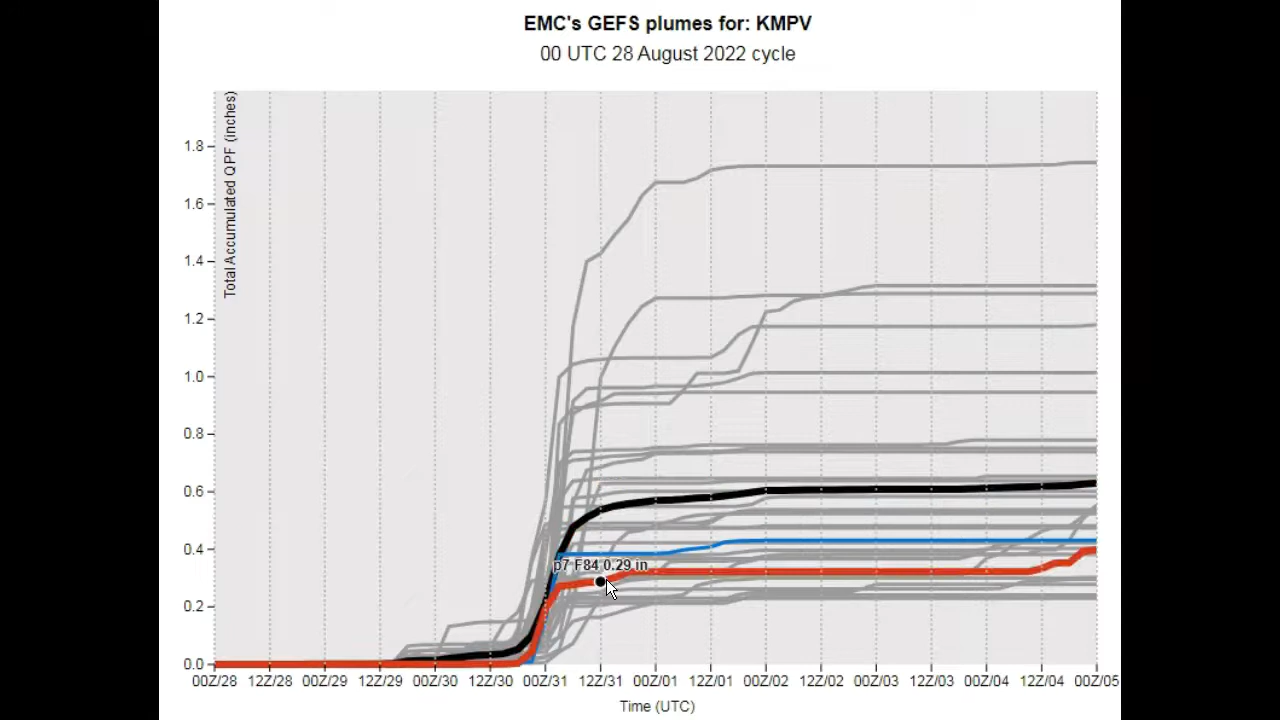 EMC's GEFS plumes for: KMPV
00 UTC 28 August 2022 cycle
Total Accumulated QPF (inches)
1.8
1.6
1.4
1.2
1.0
0.8
0.6
0.4
0.2
0.0
p7 F84 0.29 in
00Z/28 12Z/28 00Z/29 12Z/29 00Z/30 12Z/30 00Z/31 12Z/31 00Z/01 12Z/01 00Z/02 12Z/02 00Z/03 12Z/03 00Z/04 12Z/04 00Z/05
Time (UTC)